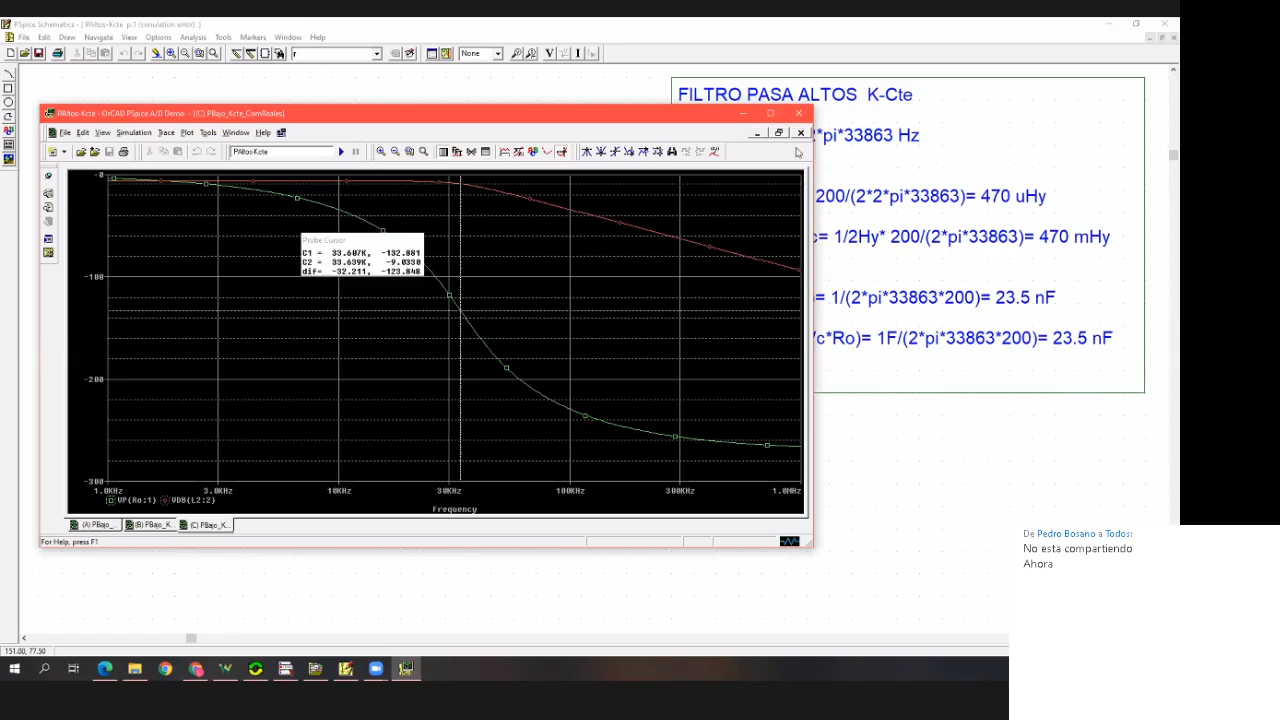 PSpice Schematics - [ PAltos-Kcte p.1 (simulation error) ]
File Edit Draw Navigate View Options Analysis Tools Markers Window Help
r
None
FILTRO PASA ALTOS K-Cte
PAltos-Kcte - OrCAD PSpice A/D Demo - [(C) PBajo_Kcte_ComReales]
File Edit View Simulation Trace Plot Tools Window Help
*pi*33863 Hz
PAltos-Kcte
-0
200/(2*2*pi*33863)= 470 uHy
= 1/2Hy* 200/(2*pi*33863)= 470 mHy
Probe Cursor
C1 = 33.607K, -132.881
C2 = 33.639K, -9.0330
dif= -32.211, -123.848
-100
= 1/(2*pi*33863*200)= 23.5 nF
*Ro)= 1F/(2*pi*33863*200)= 23.5 nF
-200
-300
1.0KHz 3.0KHz 10KHz 30KHz 100KHz 300KHz 1.0MHz
VP(Ro:1) VDB(L2:2)
Frequency
(A) PBajo_... (B) PBajo_K... (C) PBajo_K...
For Help, press F1
De Pedro Bosano a Todos:
No esta compartiendo
Ahora
151.00, 77.50